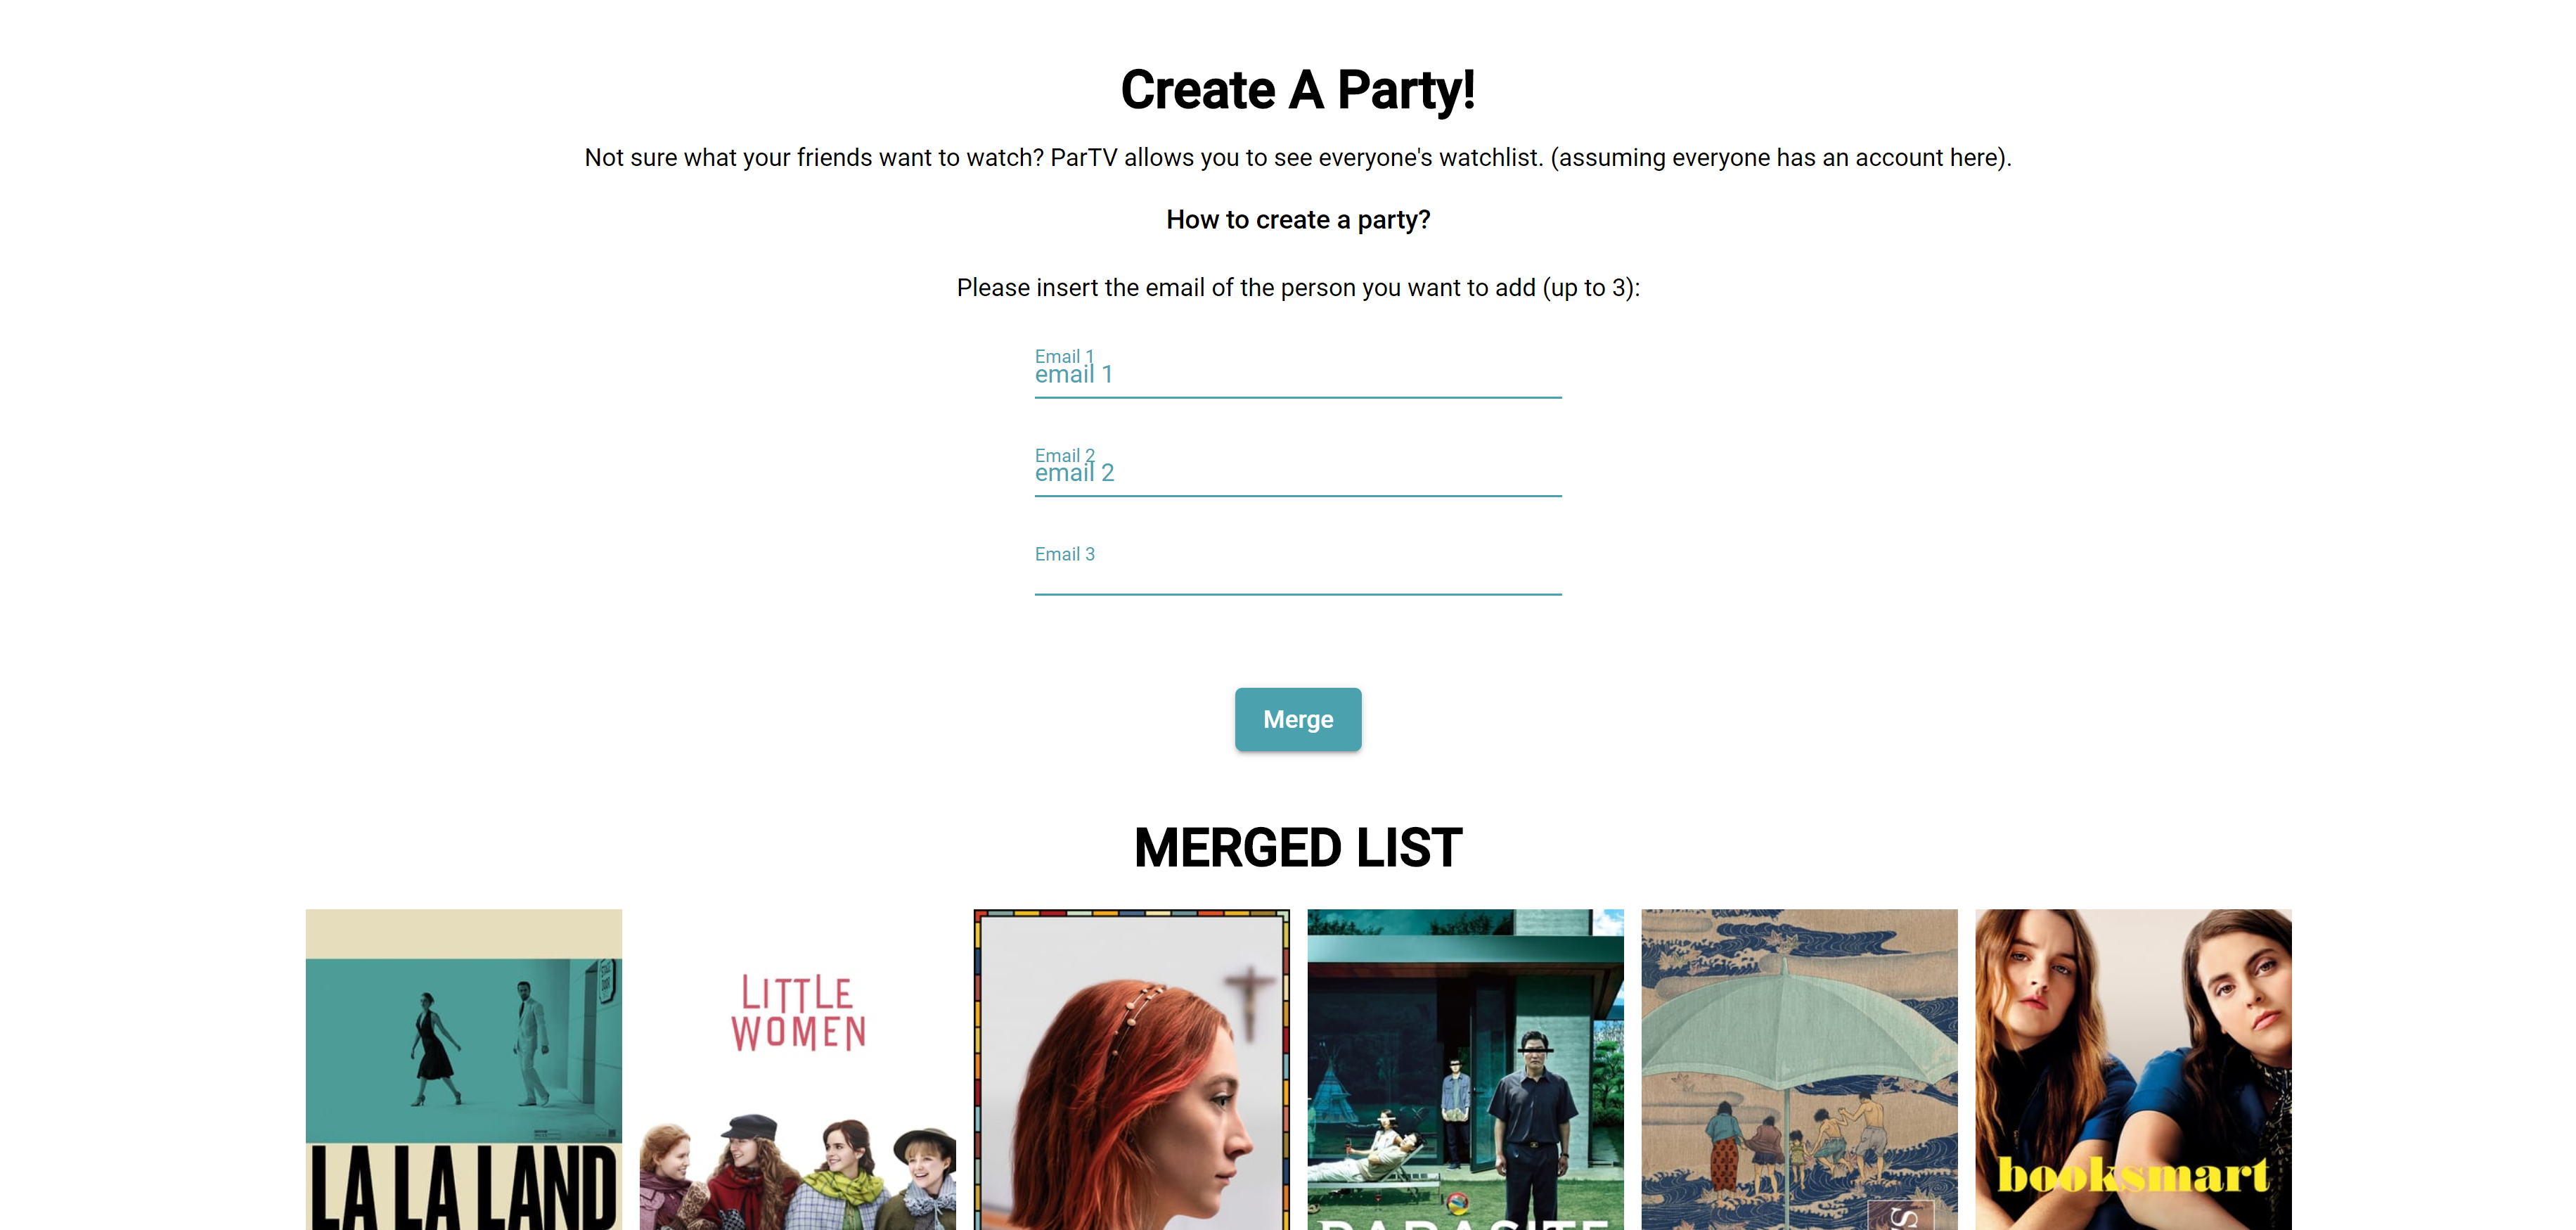 Create A Party!
Not sure what your friends want to watch? ParTV allows you to see everyone's watchlist. (assuming everyone has an account here).
How to create a party?
Please insert the email of the person you want to add (up to 3):
Email 1
email 1
Email 2
email 2
Email 3
Merge
MERGED LIST
LITTLE
WOMEN
LA LA LAND
PARASITE
booksmart